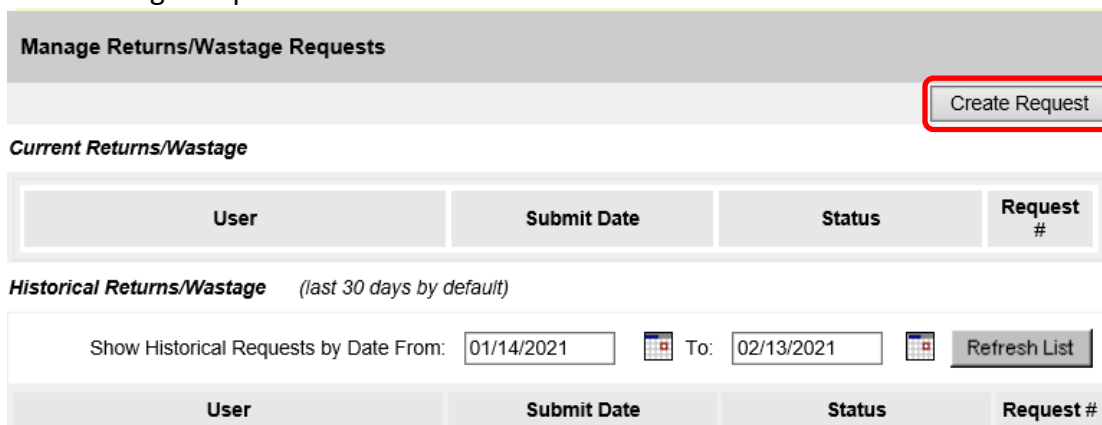 Manage Returns/Wastage Requests
Create Request
Current Returns/Wastage
User Submit Date Status Request #
Historical Returns/Wastage (last 30 days by default)
Show Historical Requests by Date From: 01/14/2021 To: 02/13/2021 Refresh List
User Submit Date Status Request #